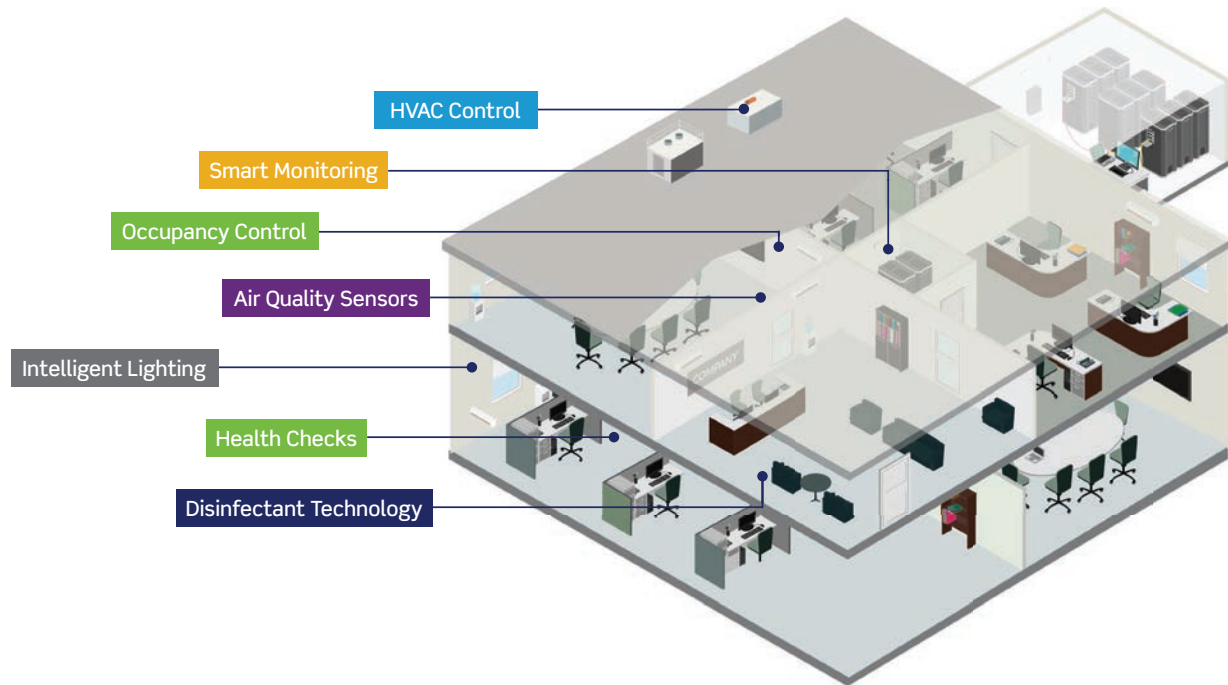 HVAC Control
Smart Monitoring
Occupancy Control
Air Quality Sensors
Intelligent Lighting
COMPANY
Health Checks
Disinfectant Technology